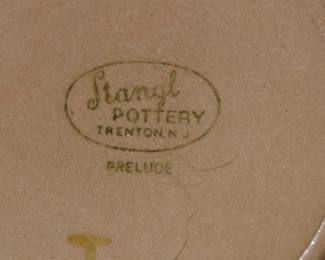 Stangl
POTTERY
TRENTON, N.J.
PRELUDE